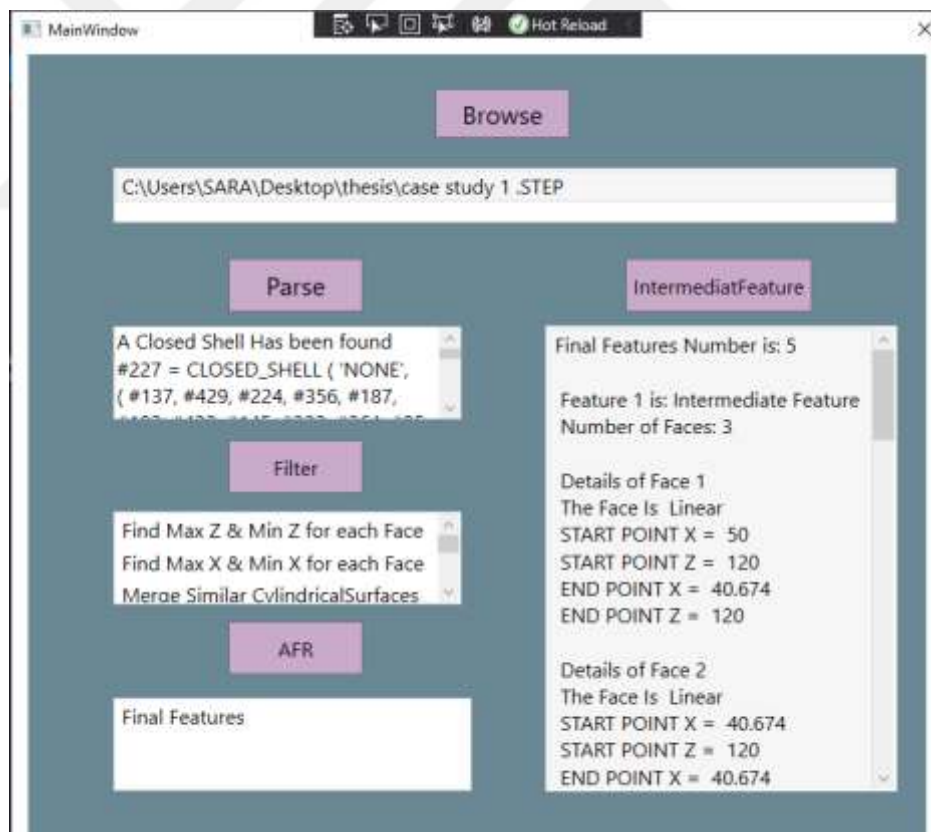 MainWindow
Hot Reload
Browse
C:\Users\SARA\Desktop\thesis\case study 1 .STEP
Parse
A Closed Shell Has been found
#227 = CLOSED_SHELL ( 'NONE',
( #137, #429, #224, #356, #187,
Filter
Find Max Z & Min Z for each Face
Find Max X & Min X for each Face
Merge Similar CylindricalSurfaces
AFR
Final Features
IntermediatFeature
Final Features Number is: 5
Feature 1 is: Intermediate Feature
Number of Faces: 3
Details of Face 1
The Face Is  Linear
START POINT X =  50
START POINT Z =  120
END POINT X =  40.674
END POINT Z =  120
Details of Face 2
The Face Is  Linear
START POINT X =  40.674
START POINT Z =  120
END POINT X =  40.674